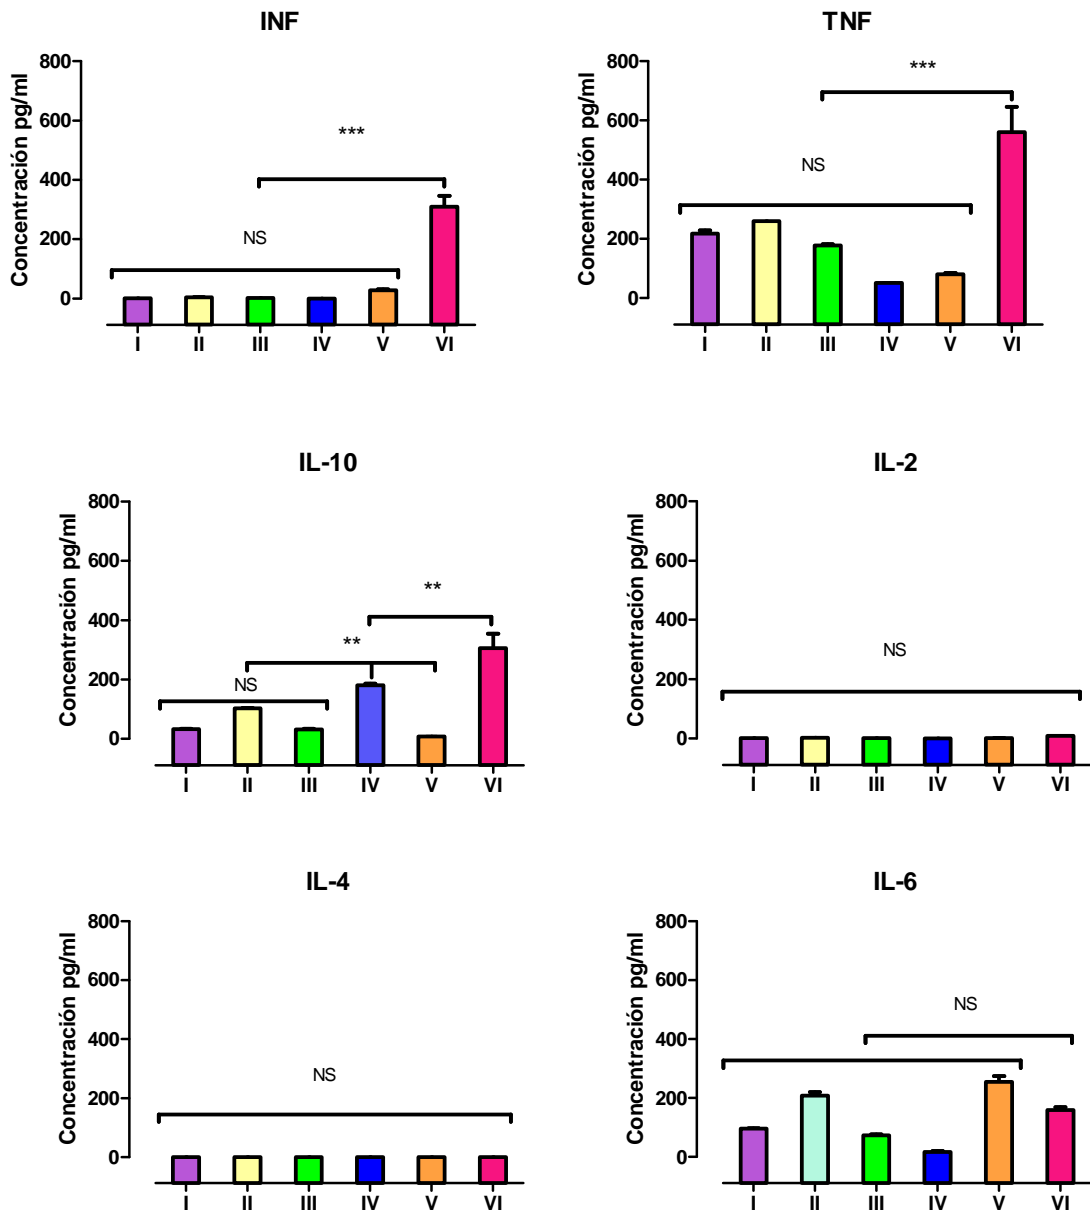 INF
Concentración pg/ml
800
600
400
200
0
***
NS
I II III IV V VI
TNF
Concentración pg/ml
800
600
400
200
0
***
NS
I II III IV V VI
IL-10
Concentración pg/ml
800
600
400
200
0
**
**
NS
I II III IV V VI
IL-2
Concentración pg/ml
800
600
400
200
0
NS
I II III IV V VI
IL-4
Concentración pg/ml
800
600
400
200
0
NS
I II III IV V VI
IL-6
Concentración pg/ml
800
600
400
200
0
NS
I II III IV V VI